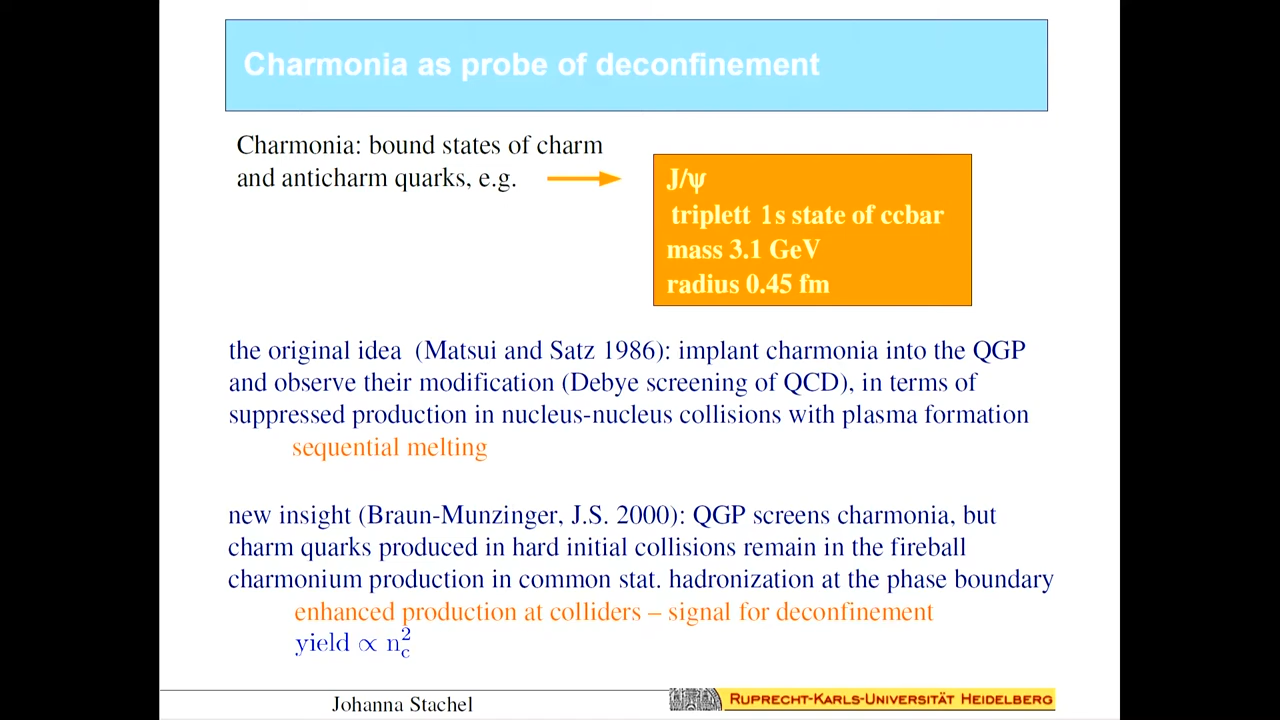 Charmonia as probe of deconfinement
Charmonia: bound states of charm
and anticharm quarks, e.g.
J/ψ
triplett 1s state of ccbar
mass 3.1 GeV
radius 0.45 fm
the original idea (Matsui and Satz 1986): implant charmonia into the QGP
and observe their modification (Debye screening of QCD), in terms of
suppressed production in nucleus-nucleus collisions with plasma formation
sequential melting
new insight (Braun-Munzinger, J.S. 2000): QGP screens charmonia, but
charm quarks produced in hard initial collisions remain in the fireball
charmonium production in common stat. hadronization at the phase boundary
enhanced production at colliders – signal for deconfinement
yield ∝ n_c^2
Johanna Stachel
RUPRECHT-KARLS-UNIVERSITÄT HEIDELBERG